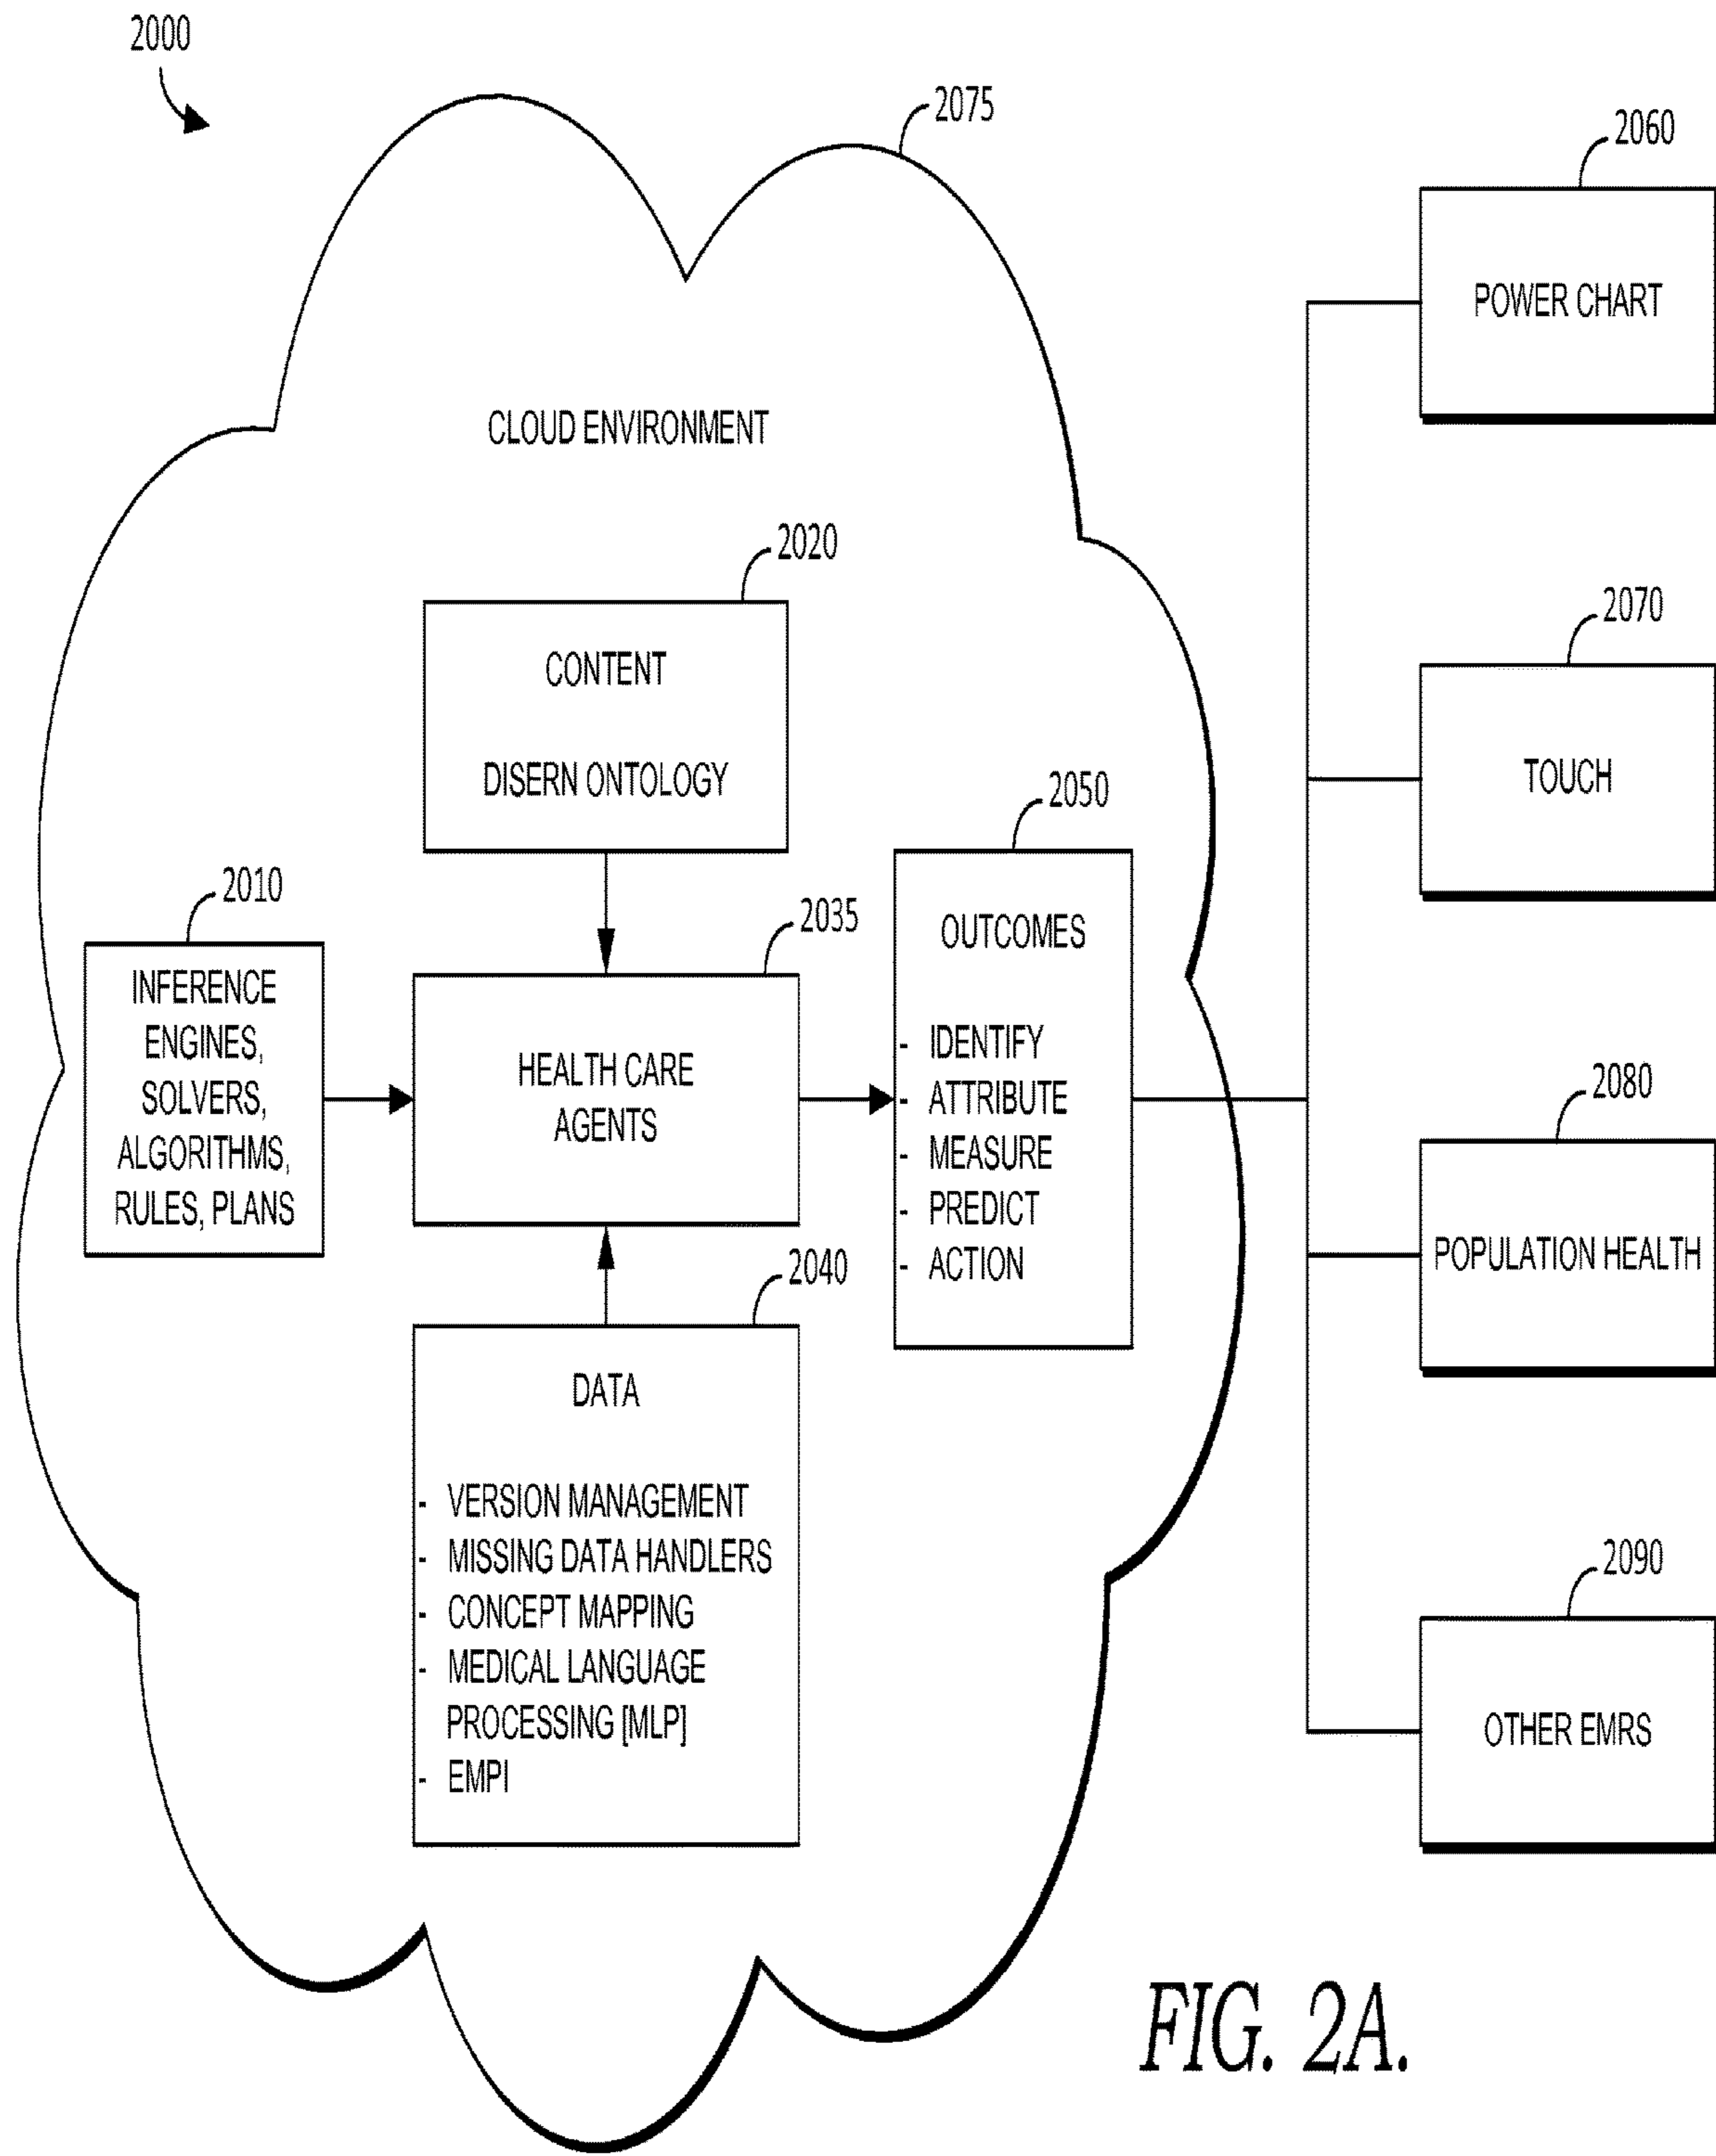 2000
2075
2060
POWER CHART
CLOUD ENVIRONMENT
2020
CONTENT
DISERN ONTOLOGY
2070
TOUCH
2010
INFERENCE
ENGINES,
SOLVERS,
ALGORITHMS,
RULES, PLANS
2035
HEALTH CARE
AGENTS
2050
OUTCOMES
- IDENTIFY
- ATTRIBUTE
- MEASURE
- PREDICT
- ACTION
2080
POPULATION HEALTH
2040
DATA
- VERSION MANAGEMENT
- MISSING DATA HANDLERS
- CONCEPT MAPPING
- MEDICAL LANGUAGE
PROCESSING [MLP]
- EMPI
2090
OTHER EMRS
FIG. 2A.